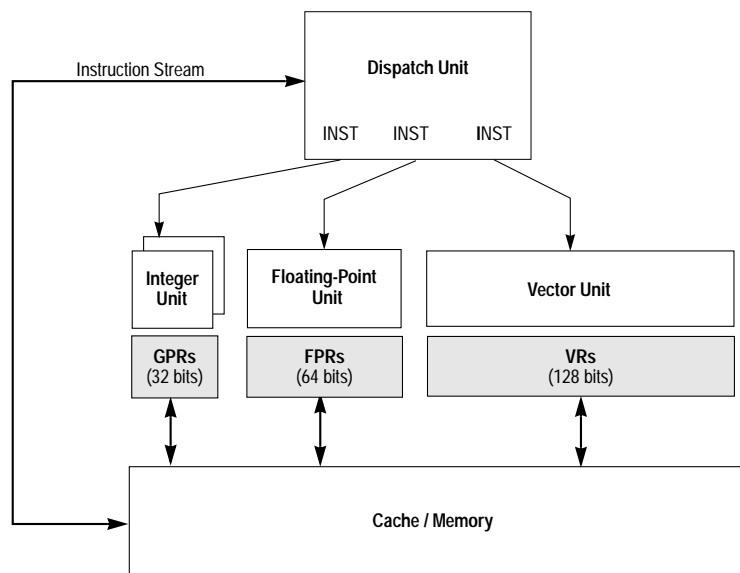 Instruction Stream
Dispatch Unit
INST INST INST
Integer
Unit
Floating-Point
Unit
Vector Unit
GPRs
(32 bits)
FPRs
(64 bits)
VRs
(128 bits)
Cache / Memory